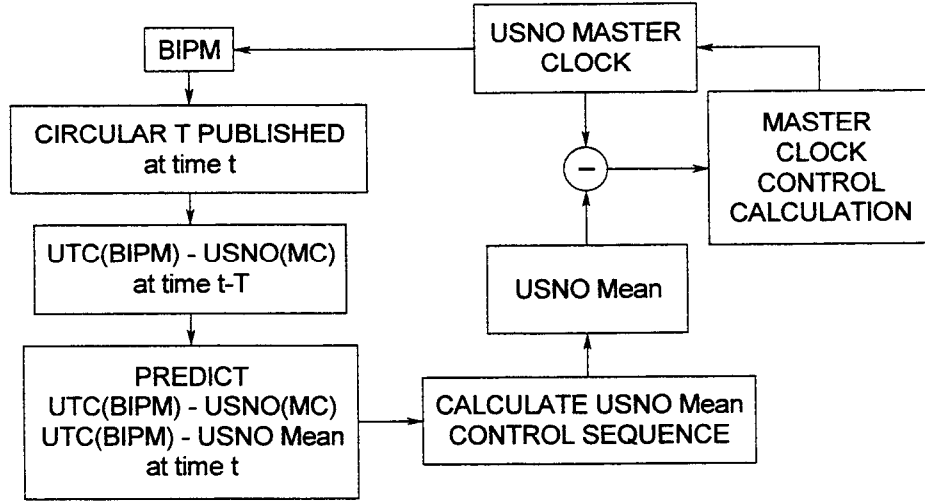 BIPM
USNO MASTER
CLOCK
CIRCULAR T PUBLISHED
at time t
MASTER
CLOCK
CONTROL
CALCULATION
−
UTC(BIPM) - USNO(MC)
at time t-T
USNO Mean
PREDICT
UTC(BIPM) - USNO(MC)
UTC(BIPM) - USNO Mean
at time t
CALCULATE USNO Mean
CONTROL SEQUENCE